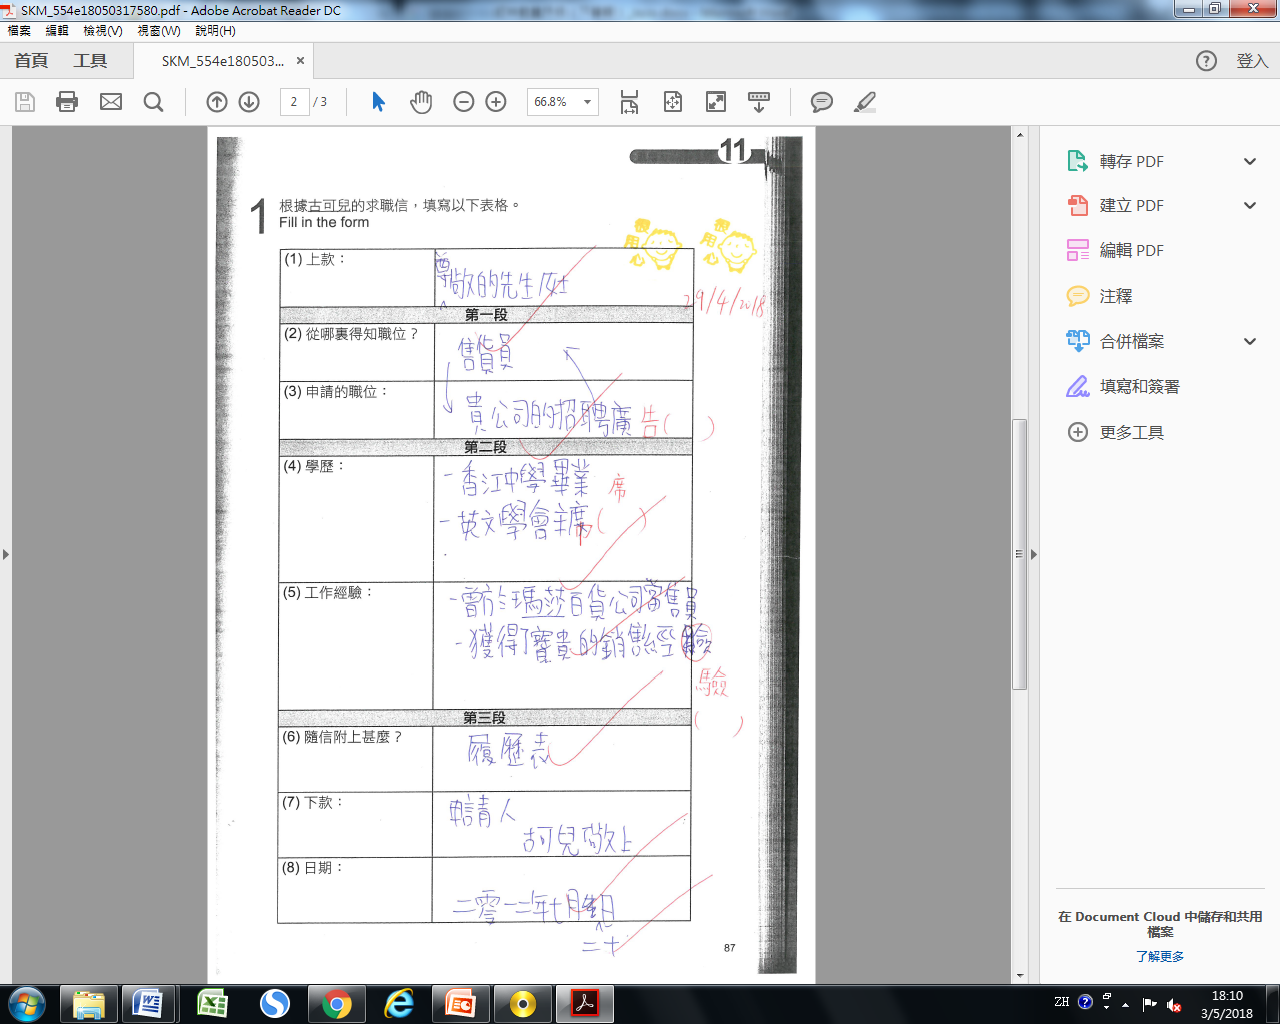 SKM_554e18050317580.pdf - Adobe Acrobat Reader DC
檔案 編輯 檢視(V) 視窗(W) 說明(H)
首頁 工具 SKM_554e180503... × 登入
2 / 3 66.8%
11
1 根據古可兒的求職信，填寫以下表格。
Fill in the form
很用心 很用心
(1) 上款：
尊
敬的先生/女士
29/4/2018
第一段
(2) 從哪裏得知職位？ 售貨員
(3) 申請的職位： 貴公司的招聘廣告( )
第二段
(4) 學歷： - 香江中學畢業
席
- 英文學會主席( )
(5) 工作經驗： - 曾於瑪莎百貨公司當售貨員
- 獲得了寶貴的銷售經驗
驗
( )
第三段
(6) 隨信附上甚麼？ 履歷表
(7) 下款： 申請人
古可兒敬上
(8) 日期：
二零一三年七月
日
二十
87
轉存 PDF
建立 PDF
編輯 PDF
注釋
合併檔案
填寫和簽署
更多工具
在 Document Cloud 中儲存和共用
檔案
了解更多
ZH
18:10
3/5/2018